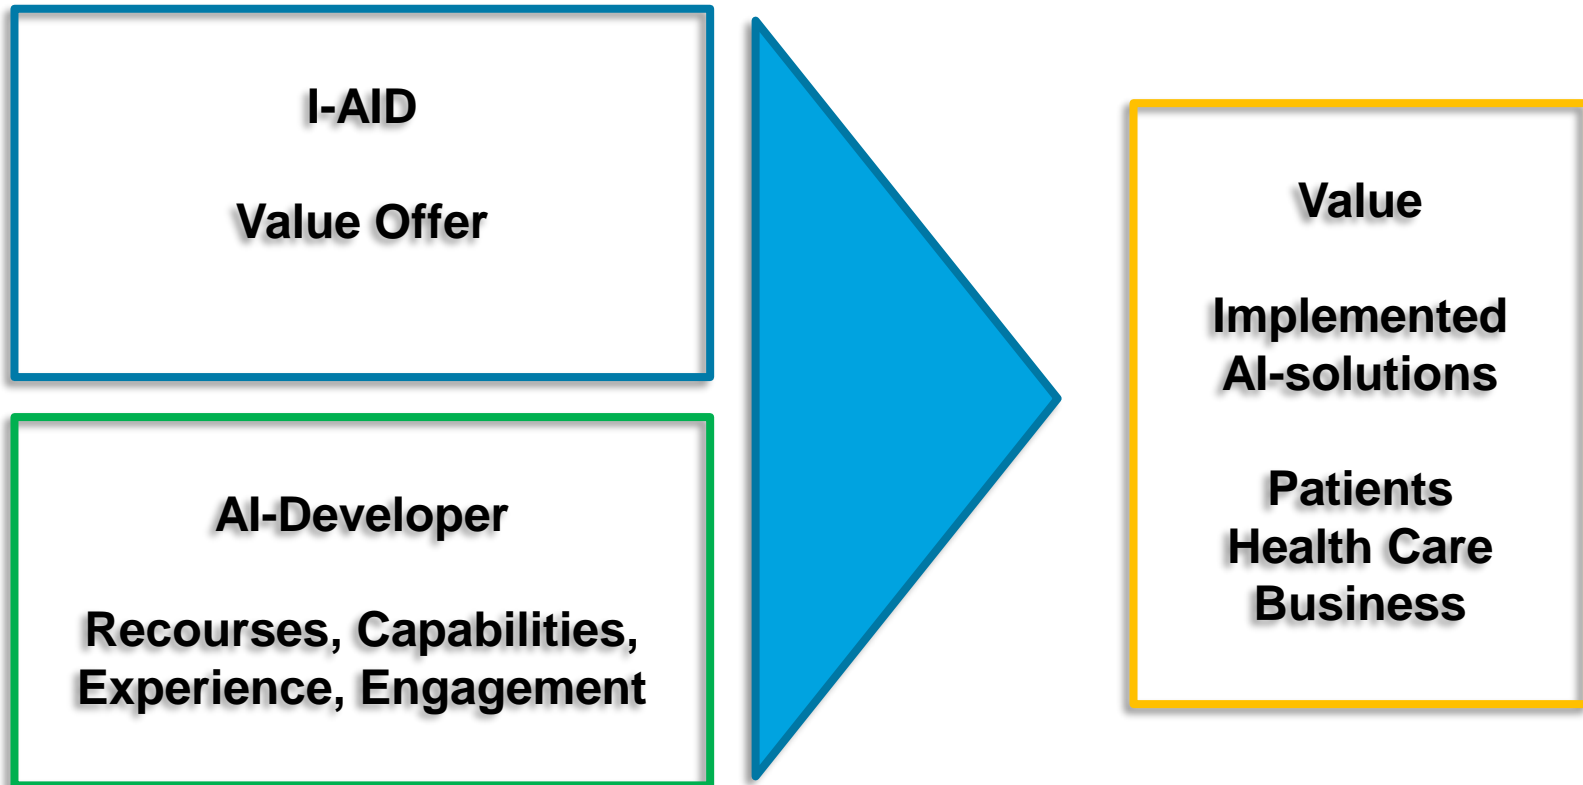 I-AID
Value Offer
AI-Developer
Recourses, Capabilities,
Experience, Engagement
Value
Implemented
AI-solutions
Patients
Health Care
Business